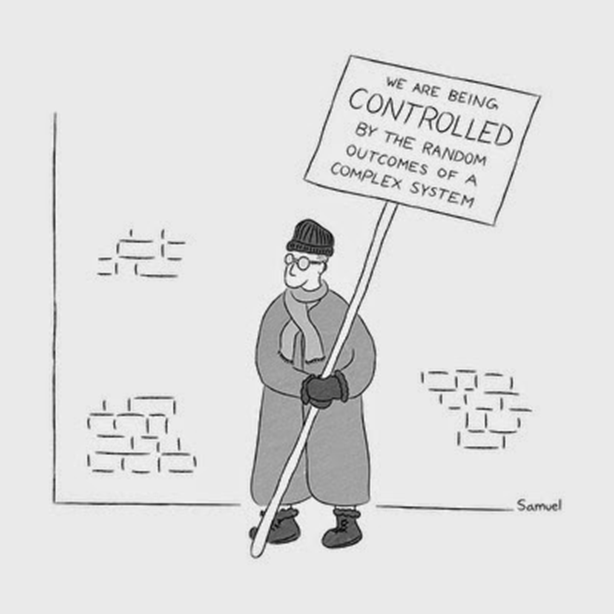 WE ARE BEING
CONTROLLED
BY THE RANDOM
OUTCOMES OF A
COMPLEX SYSTEM
Samuel